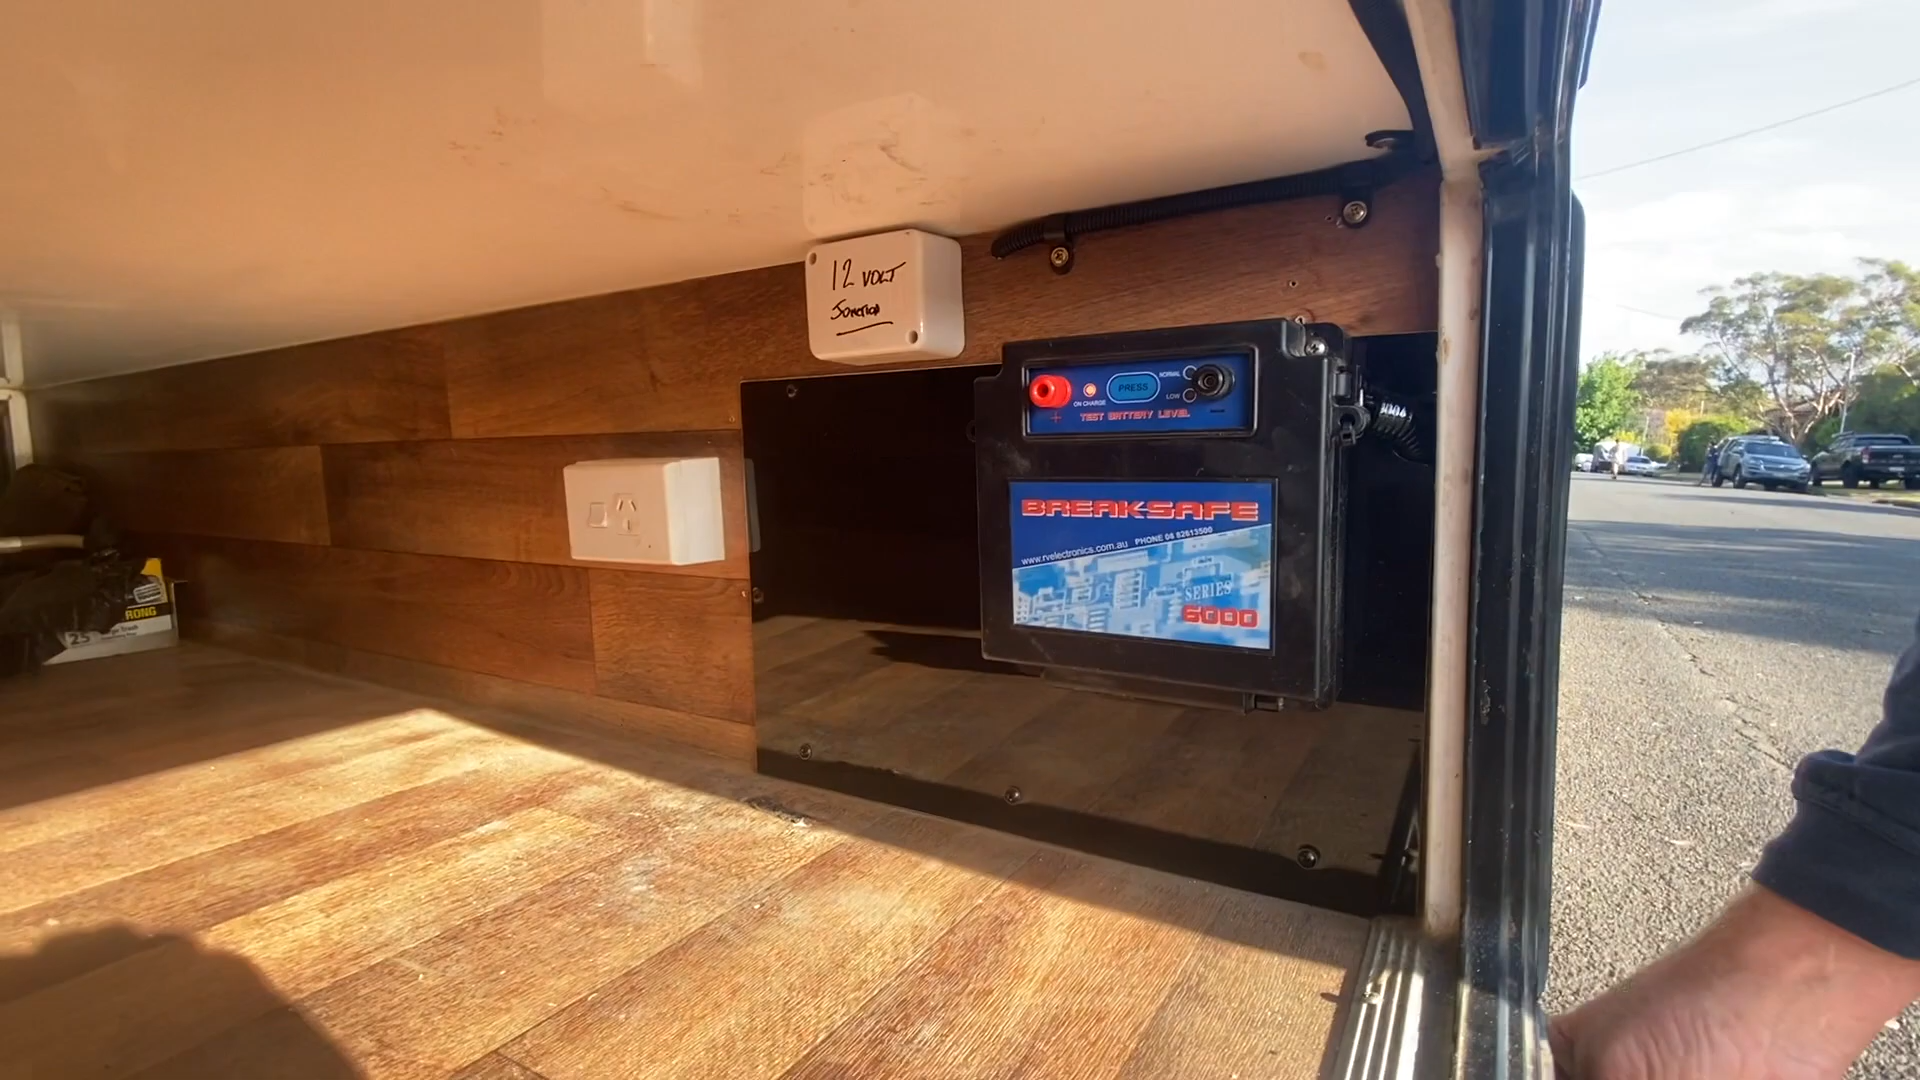 12 VOLT
JUNCTION
PRESS
NORMAL
ON CHARGE
LOW
+ TEST BATTERY LEVEL -
BREAKSAFE
www.rvelectronics.com.au PHONE 08 82613500
SERIES
6000
RONG
25